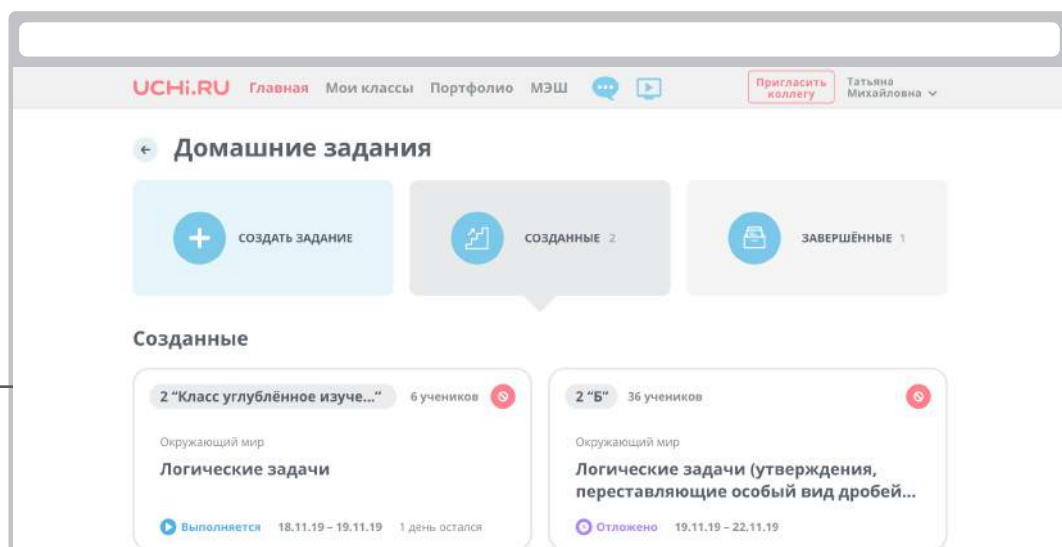 UCHi.RU Главная Мои классы Портфолио МЭШ Пригласить коллегу Татьяна Михайловна
Домашние задания
СОЗДАТЬ ЗАДАНИЕ СОЗДАННЫЕ 2 ЗАВЕРШЁННЫЕ 1
Созданные
2 “Класс углублённое изуче...” 6 учеников
Окружающий мир
Логические задачи
Выполняется 18.11.19 – 19.11.19 1 день остался
2 “Б” 36 учеников
Окружающий мир
Логические задачи (утверждения,
переставляющие особый вид дробей...
Отложено 19.11.19 – 22.11.19